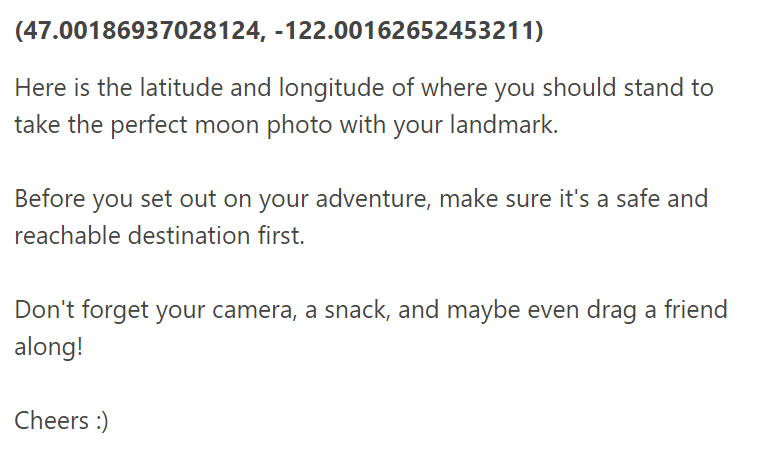 (47.00186937028124, -122.00162652453211)
Here is the latitude and longitude of where you should stand to
take the perfect moon photo with your landmark.
Before you set out on your adventure, make sure it's a safe and
reachable destination first.
Don't forget your camera, a snack, and maybe even drag a friend
along!
Cheers :)